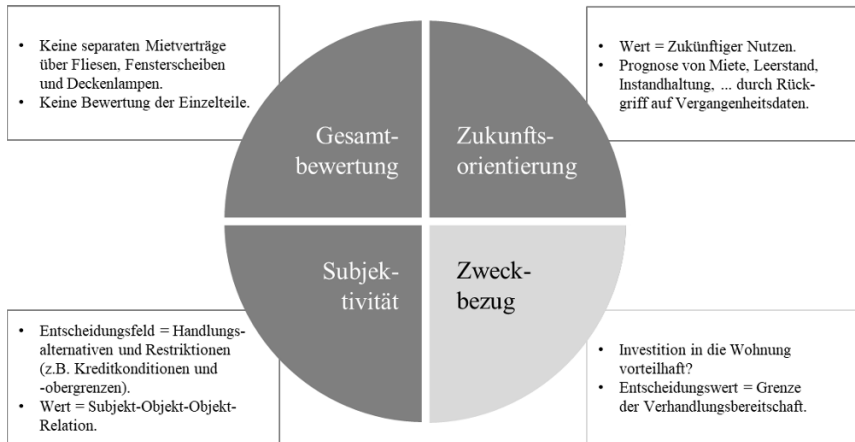 • Keine separaten Mietverträge
über Fliesen, Fensterscheiben
und Deckenlampen.
• Keine Bewertung der Einzelteile.
• Wert = Zukünftiger Nutzen.
• Prognose von Miete, Leerstand,
Instandhaltung, ... durch Rück-
griff auf Vergangenheitsdaten.
Gesamt-
bewertung
Zukunfts-
orientierung
Subjek-
tivität
Zweck-
bezug
• Entscheidungsfeld = Handlungs-
alternativen und Restriktionen
(z.B. Kreditkonditionen und
-obergrenzen).
• Wert = Subjekt-Objekt-Objekt-
Relation.
• Investition in die Wohnung
vorteilhaft?
• Entscheidungswert = Grenze
der Verhandlungsbereitschaft.